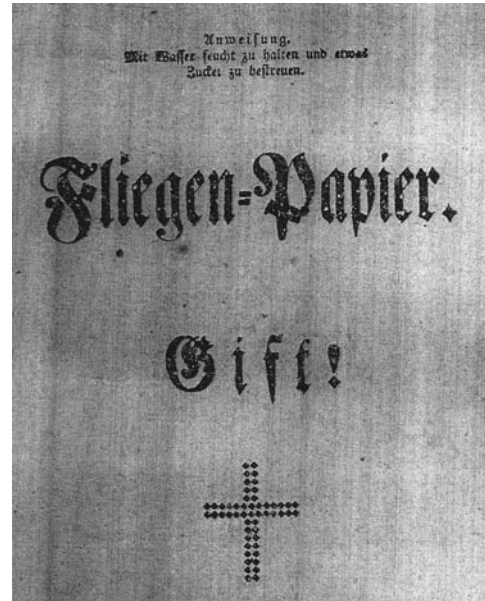 Anweisung.
Mit Wasser feucht zu halten und etwas
Zucker zu bestreuen.
Fliegen=Papier.
Gift!